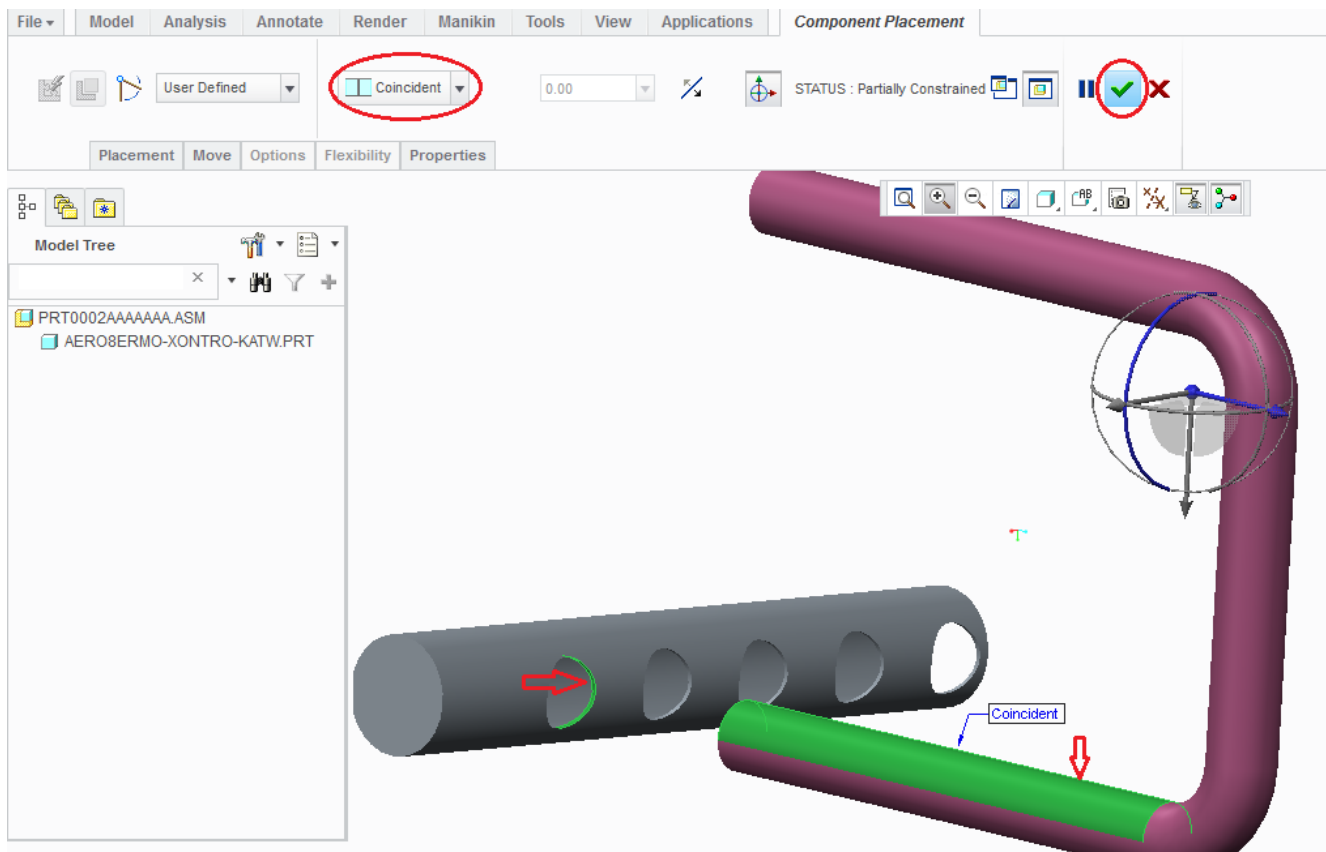 File Model Analysis Annotate Render Manikin Tools View Applications Component Placement
User Defined Coincident 0.00 STATUS : Partially Constrained
Placement Move Options Flexibility Properties
AB
Model Tree
PRT0002AAAAAAA.ASM
AERO8ERMO-XONTRO-KATW.PRT
Coincident